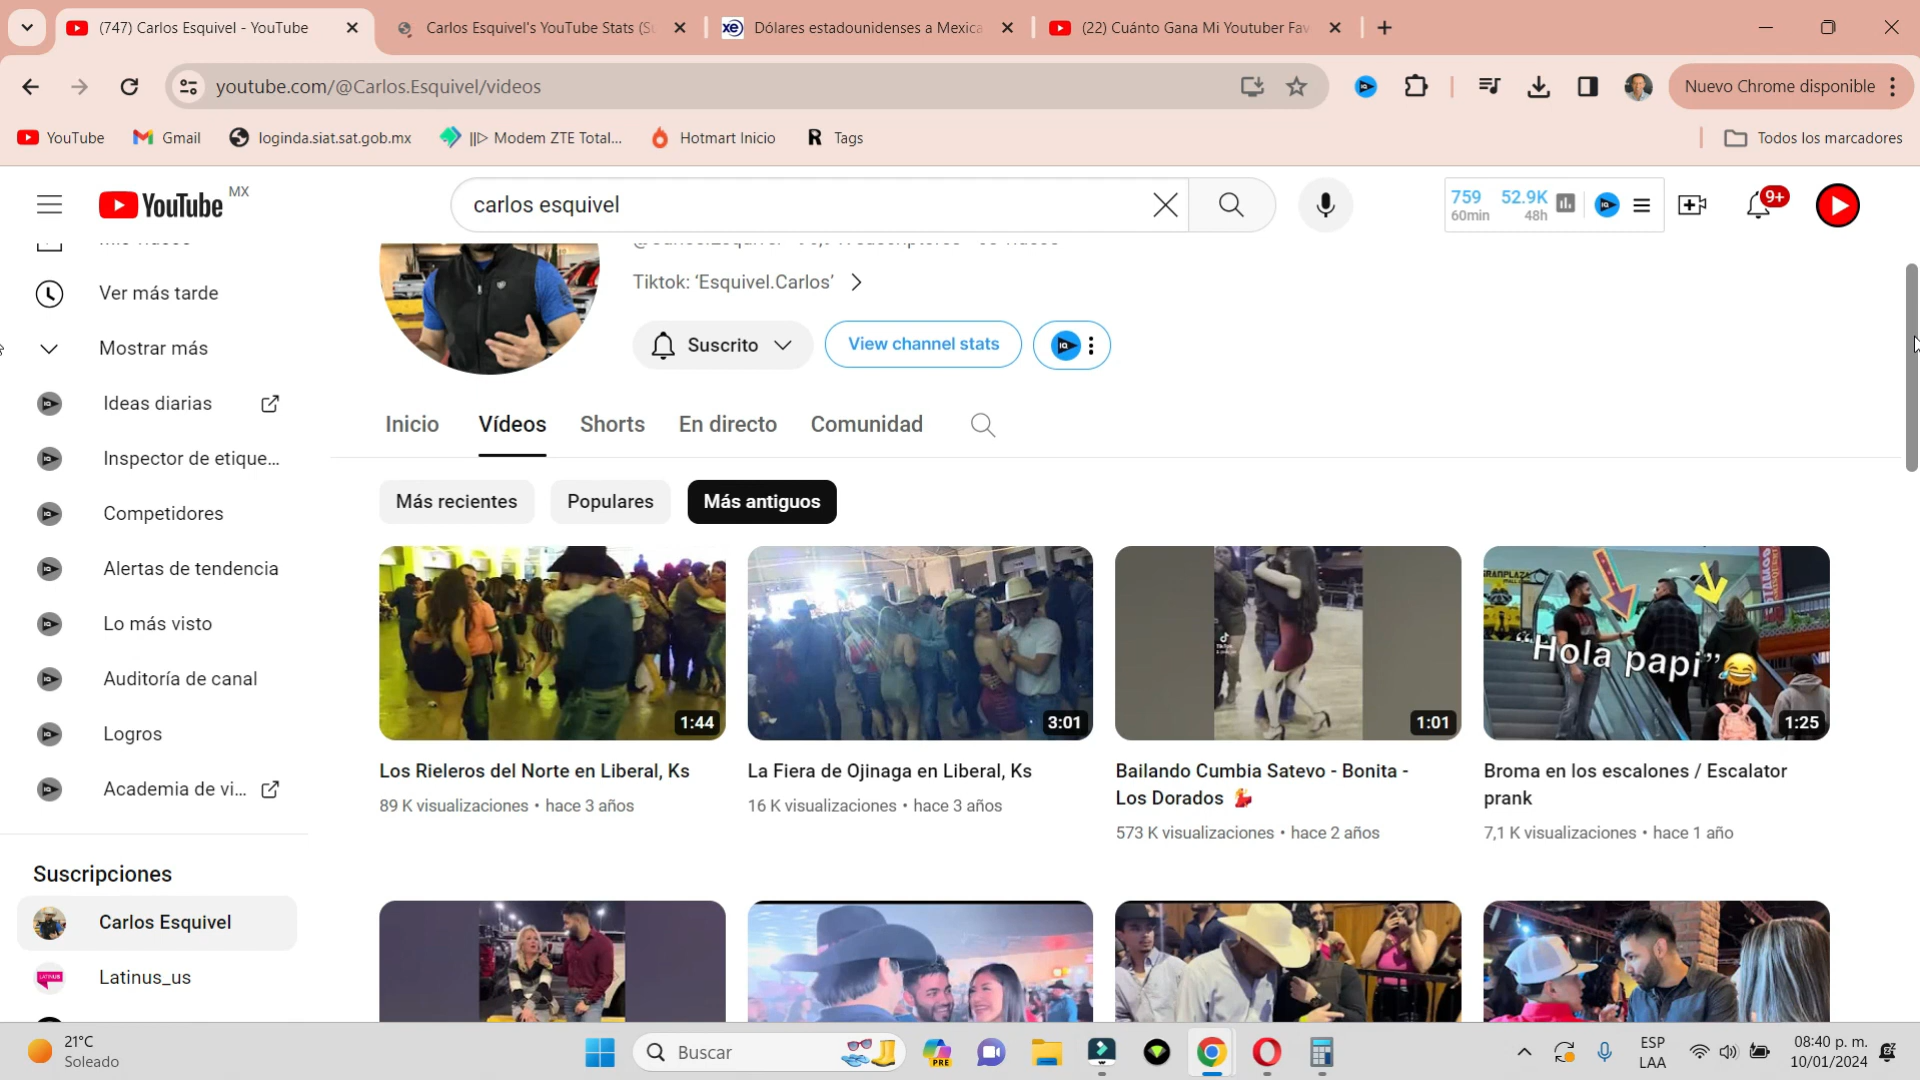 (747) Carlos Esquivel - YouTube
Carlos Esquivel's YouTube Stats (S
Dólares estadounidenses a Mexica
(22) Cuánto Gana Mi Youtuber Fav
youtube.com/@Carlos.Esquivel/videos
Nuevo Chrome disponible
YouTube
Gmail
loginda.siat.sat.gob.mx
||▷ Modem ZTE Total...
Hotmart Inicio
Tags
Todos los marcadores
YouTube MX
carlos esquivel
759 52.9K
60min 48h
9+
Ver más tarde
Mostrar más
Ideas diarias
Inspector de etique...
Competidores
Alertas de tendencia
Lo más visto
Auditoría de canal
Logros
Academia de vi...
Suscripciones
Carlos Esquivel
Latinus_us
Tiktok: ‘Esquivel.Carlos’
Suscrito
View channel stats
Inicio
Vídeos
Shorts
En directo
Comunidad
Más recientes
Populares
Más antiguos
1:44
3:01
1:01
"Hola papi"😂
1:25
Los Rieleros del Norte en Liberal, Ks
89 K visualizaciones • hace 3 años
La Fiera de Ojinaga en Liberal, Ks
16 K visualizaciones • hace 3 años
Bailando Cumbia Satevo - Bonita -
Los Dorados 💃
573 K visualizaciones • hace 2 años
Broma en los escalones / Escalator
prank
7,1 K visualizaciones • hace 1 año
21°C
Soleado
Buscar
PRE
ESP
LAA
08:40 p. m.
10/01/2024